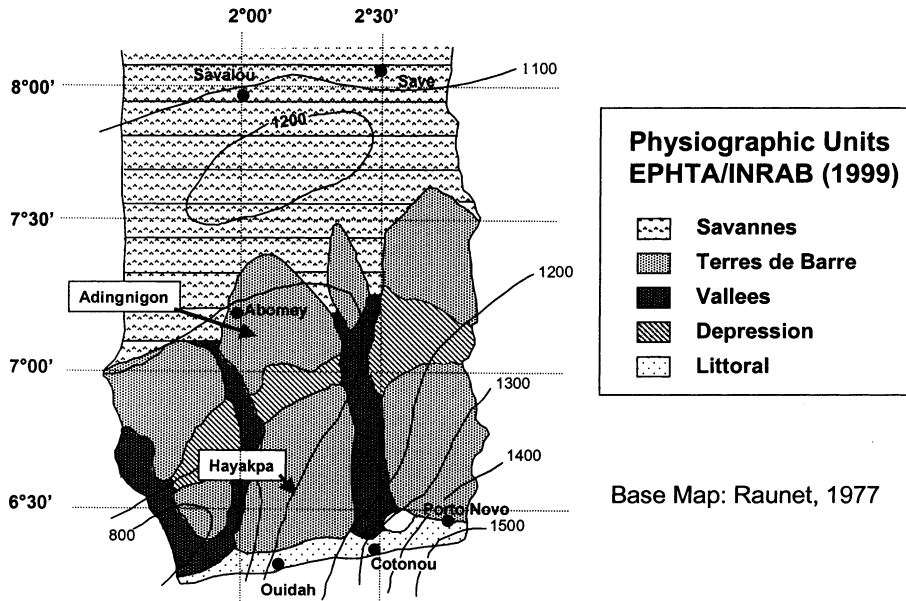 2°00’ 2°30’
8°00’
Savalou
Save
1100
1200
7°30’
1200
Adingnigon
Abomey
7°00’
1300
Hayakpa
1400
6°30’
800
Porto-Novo
1500
Cotonou
Ouidah
Physiographic Units
EPHTA/INRAB (1999)
Savannes
Terres de Barre
Vallees
Depression
Littoral
Base Map: Raunet, 1977